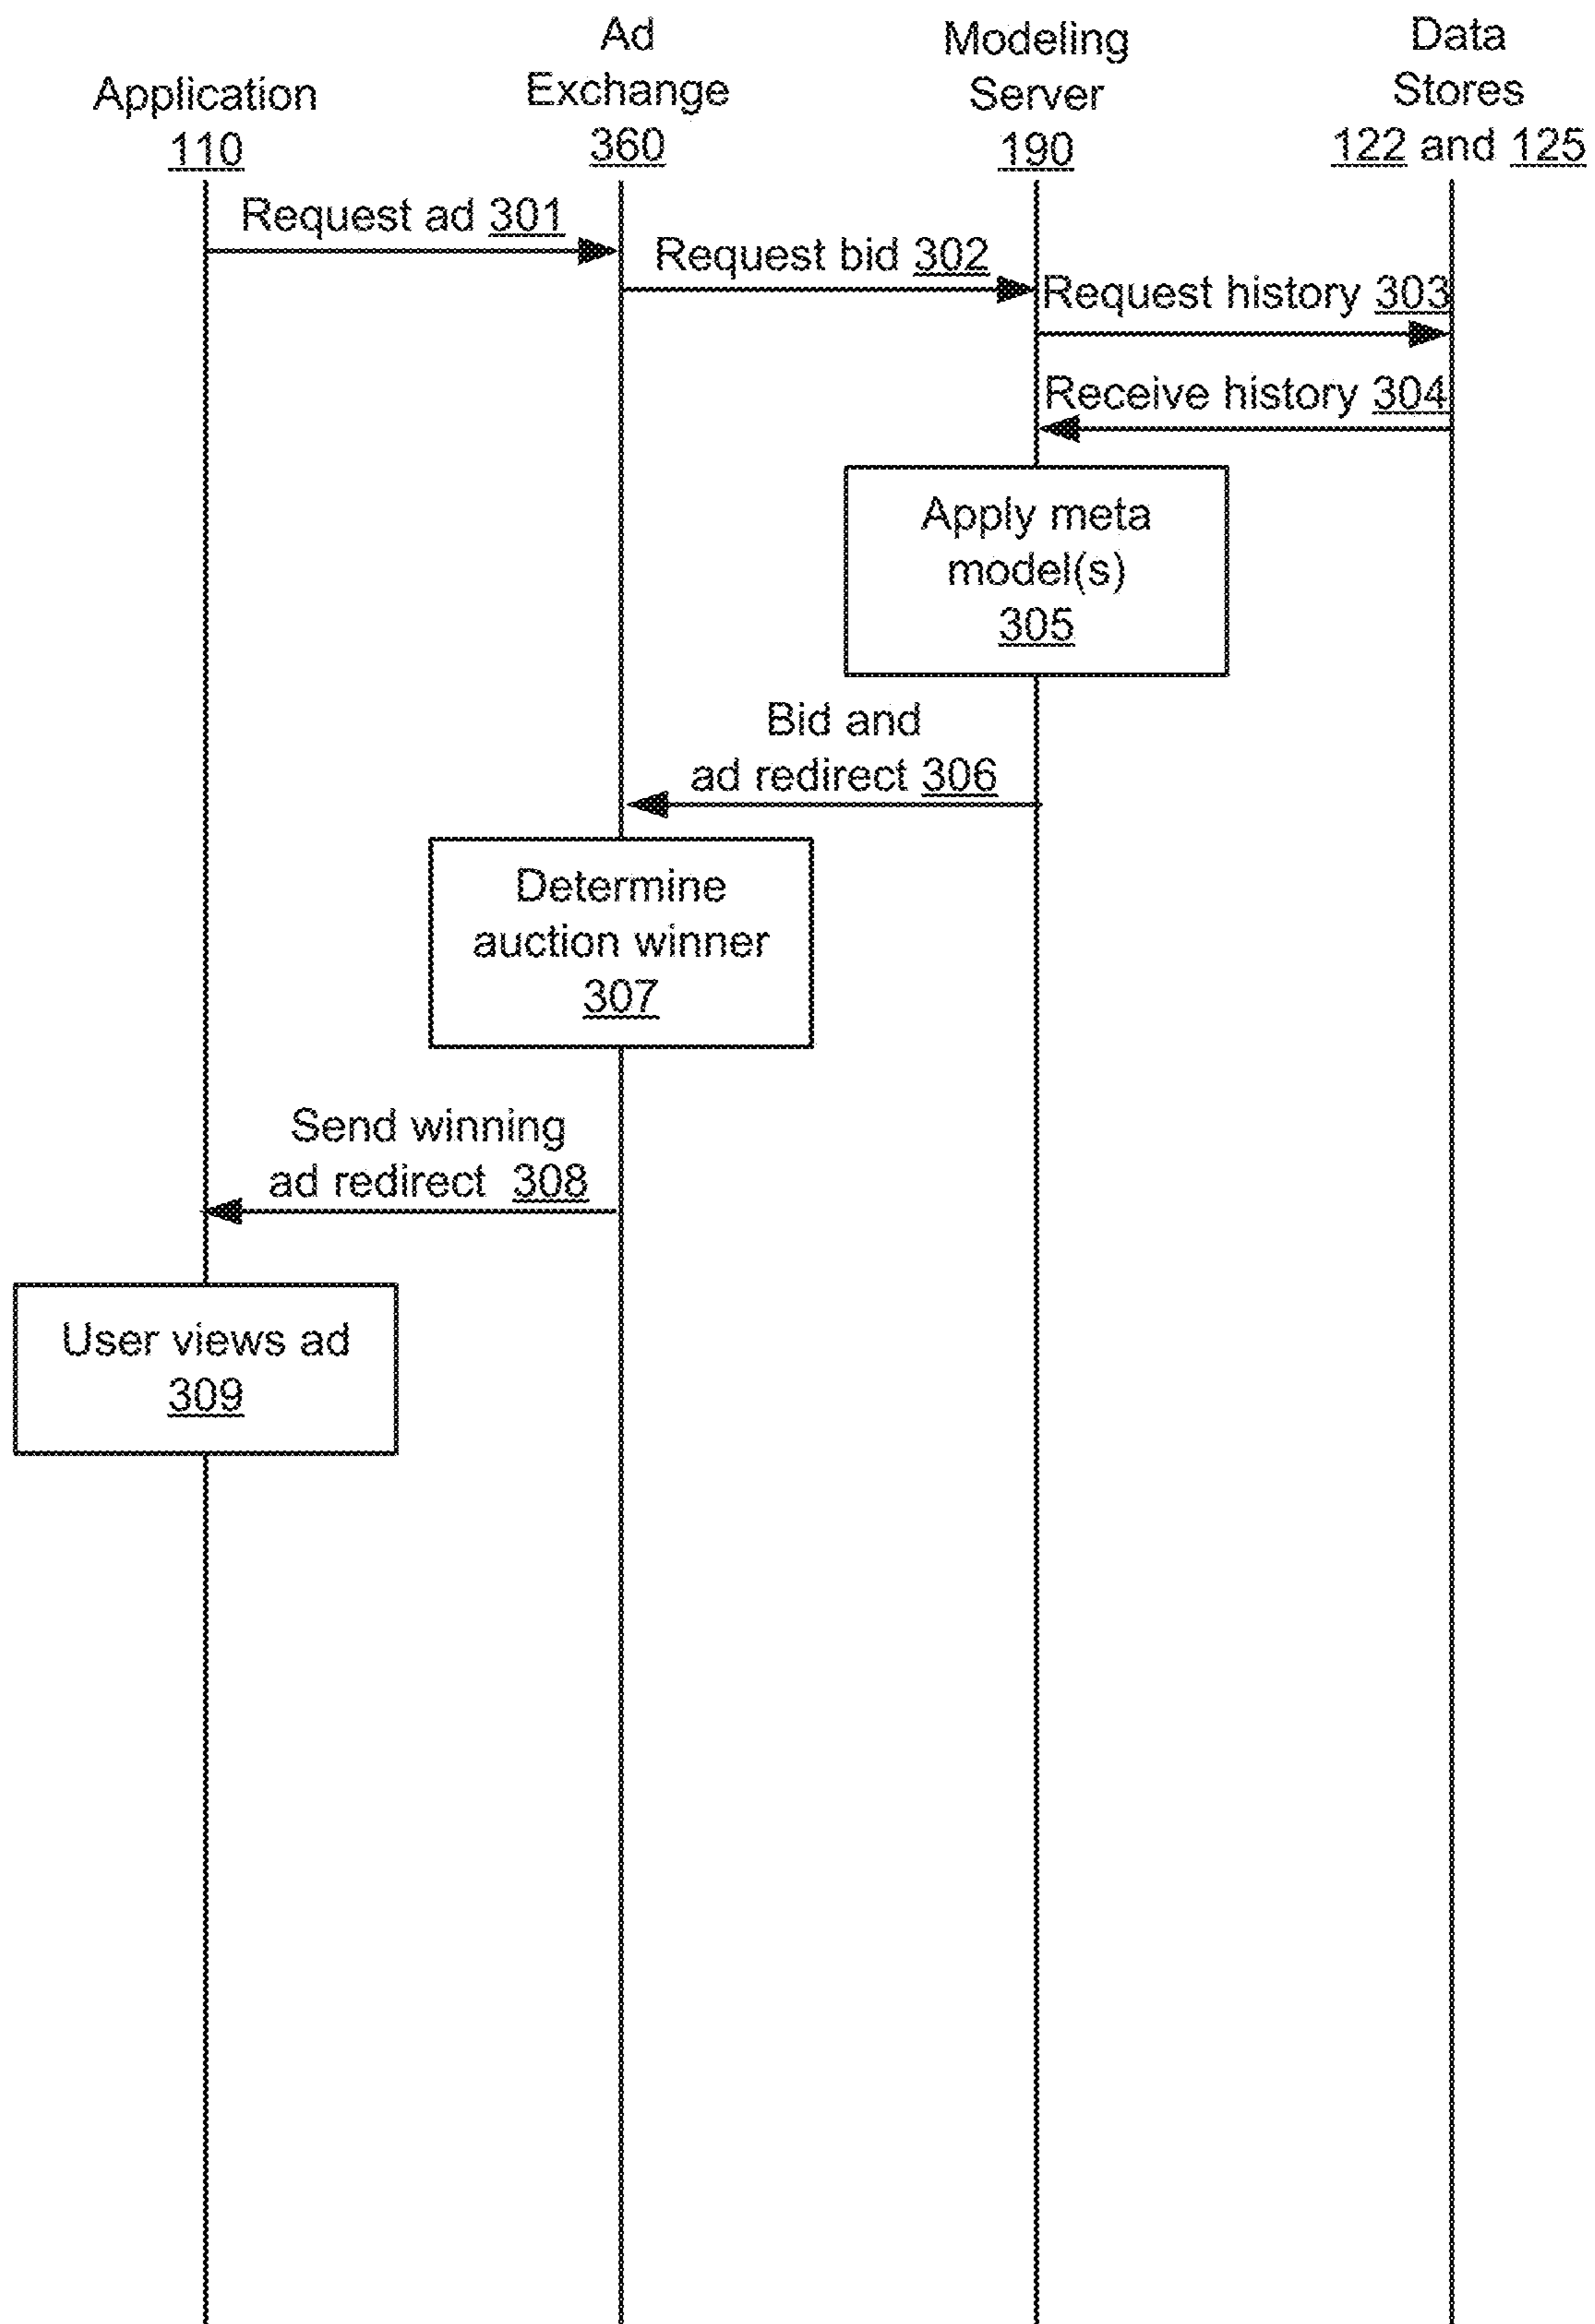 Application
110
Ad
Exchange
360
Modeling
Server
190
Data
Stores
122 and 125
Request ad 301
Request bid 302
Request history 303
Receive history 304
Apply meta
model(s)
305
Bid and
ad redirect 306
Determine
auction winner
307
Send winning
ad redirect 308
User views ad
309